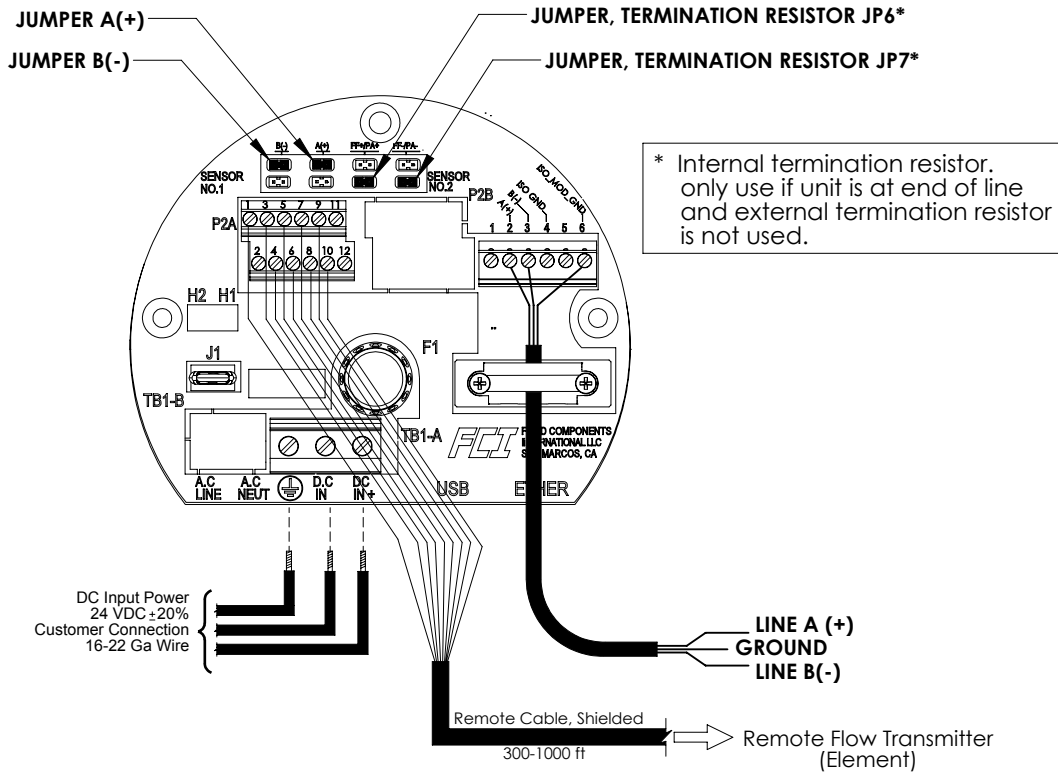 JUMPER A(+)
JUMPER B(-)
JUMPER, TERMINATION RESISTOR JP6*
JUMPER, TERMINATION RESISTOR JP7*
* Internal termination resistor.
only use if unit is at end of line
and external termination resistor
is not used.
B(-) A(+) FF+/PA+ FF-/PA-
SENSOR
NO.1
SENSOR
NO.2
P2A
1 3 5 7 9 11
2 4 6 8 10 12
P2B
A(+) B(-) ISO GND. ISO_MOD_GND.
1 2 3 4 5 6
H2 H1
J1
F1
TB1-B
TB1-A
FCI
COMPONENTS
LLC
MARCOS, CA
A.C
LINE
A.C
NEUT
D.C
IN
DC
IN +
USB
DC Input Power
24 VDC ±20%
Customer Connection
16-22 Ga Wire
LINE A (+)
GROUND
LINE B(-)
Remote Cable, Shielded
300-1000 ft
Remote Flow Transmitter
(Element)